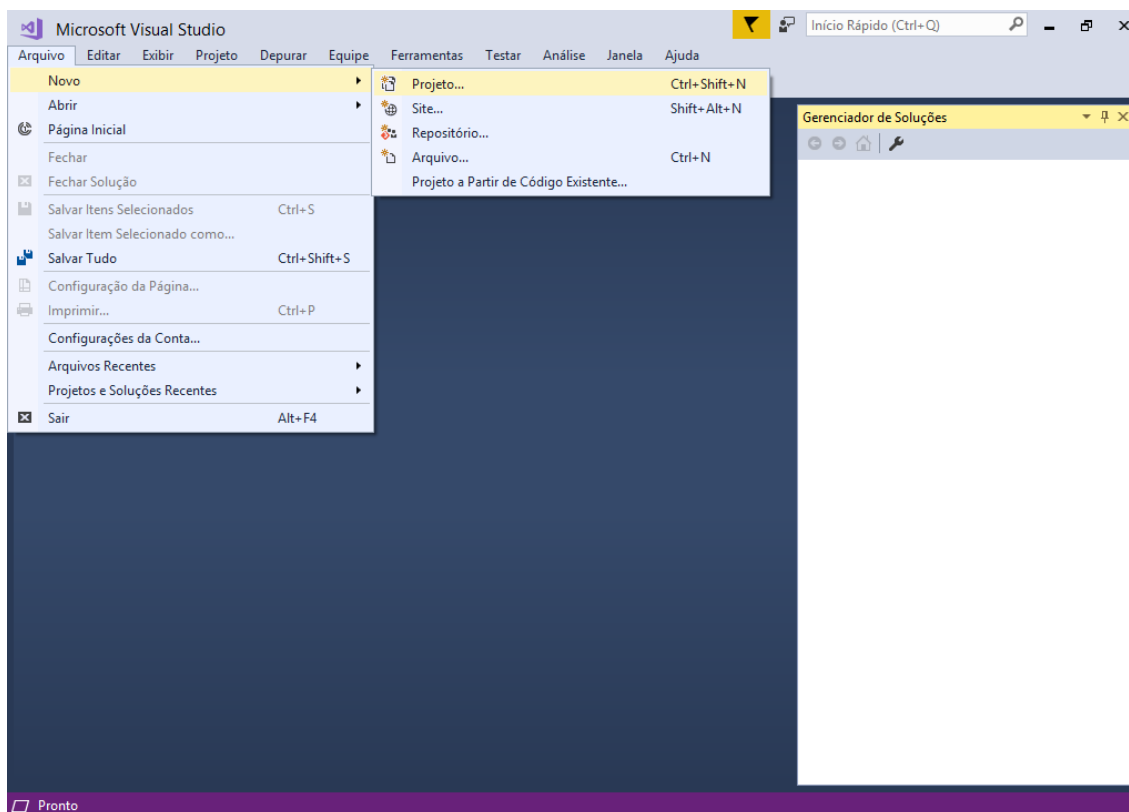 Microsoft Visual Studio
Início Rápido (Ctrl+Q)
Arquivo Editar Exibir Projeto Depurar Equipe Ferramentas Testar Análise Janela Ajuda
Novo
Abrir
Página Inicial
Fechar
Fechar Solução
Salvar Itens Selecionados Ctrl+S
Salvar Item Selecionado como...
Salvar Tudo Ctrl+Shift+S
Configuração da Página...
Imprimir... Ctrl+P
Configurações da Conta...
Arquivos Recentes
Projetos e Soluções Recentes
Sair Alt+F4
Projeto... Ctrl+Shift+N
Site... Shift+Alt+N
Repositório...
Arquivo... Ctrl+N
Projeto a Partir de Código Existente...
Gerenciador de Soluções
Pronto